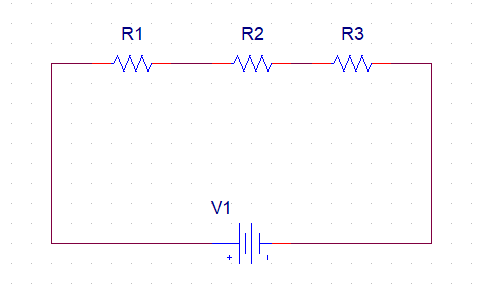 R1 R2 R3
V1
+ -